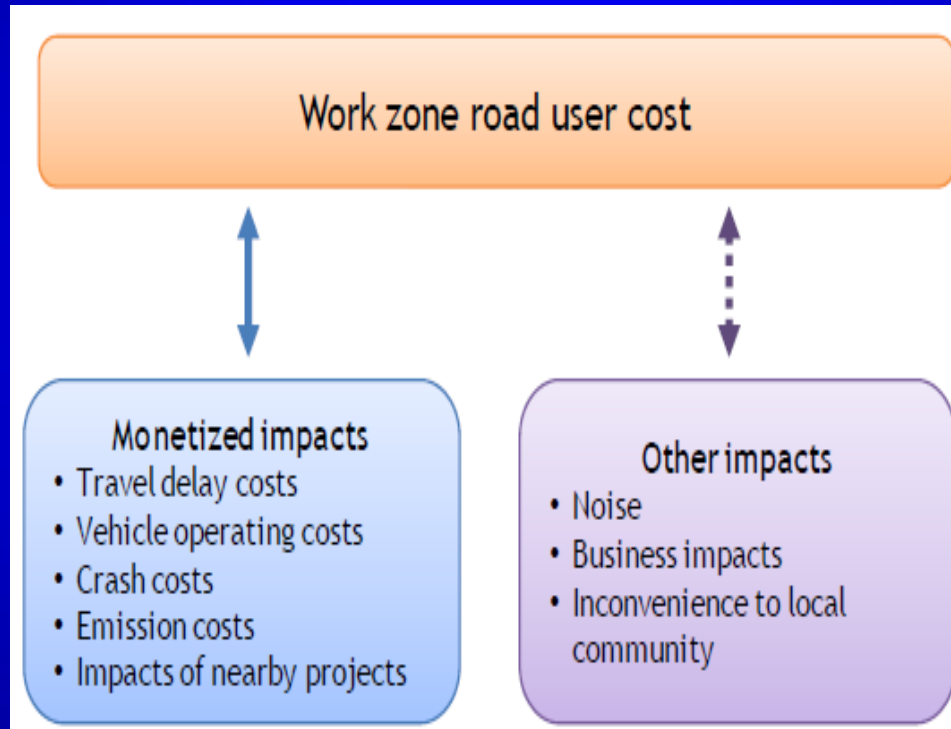 Work zone road user cost
Monetized impacts
• Travel delay costs
• Vehicle operating costs
• Crash costs
• Emission costs
• Impacts of nearby projects
Other impacts
• Noise
• Business impacts
• Inconvenience to local
community